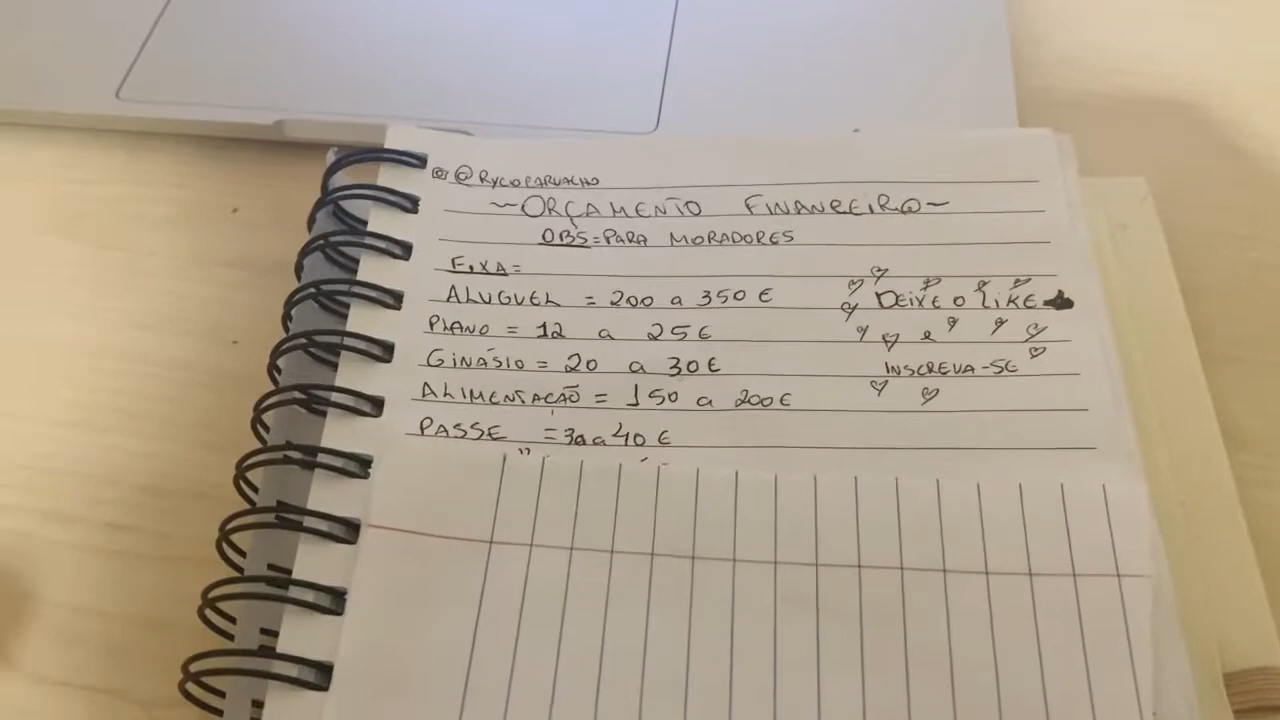 @RYCOCARVALHO
~ORÇAMENTO FINANCEIRO~
OBS=PARA MORADORES
FIXA=
ALUGUEL = 200 a 350 €
DEIXE O LIKE
PLANO = 12 a 25 €
GINÁSIO = 20 a 30 €
INSCREVA-SE
ALIMENTAÇÃO = 150 a 200 €
PASSE = 30 a 40 €